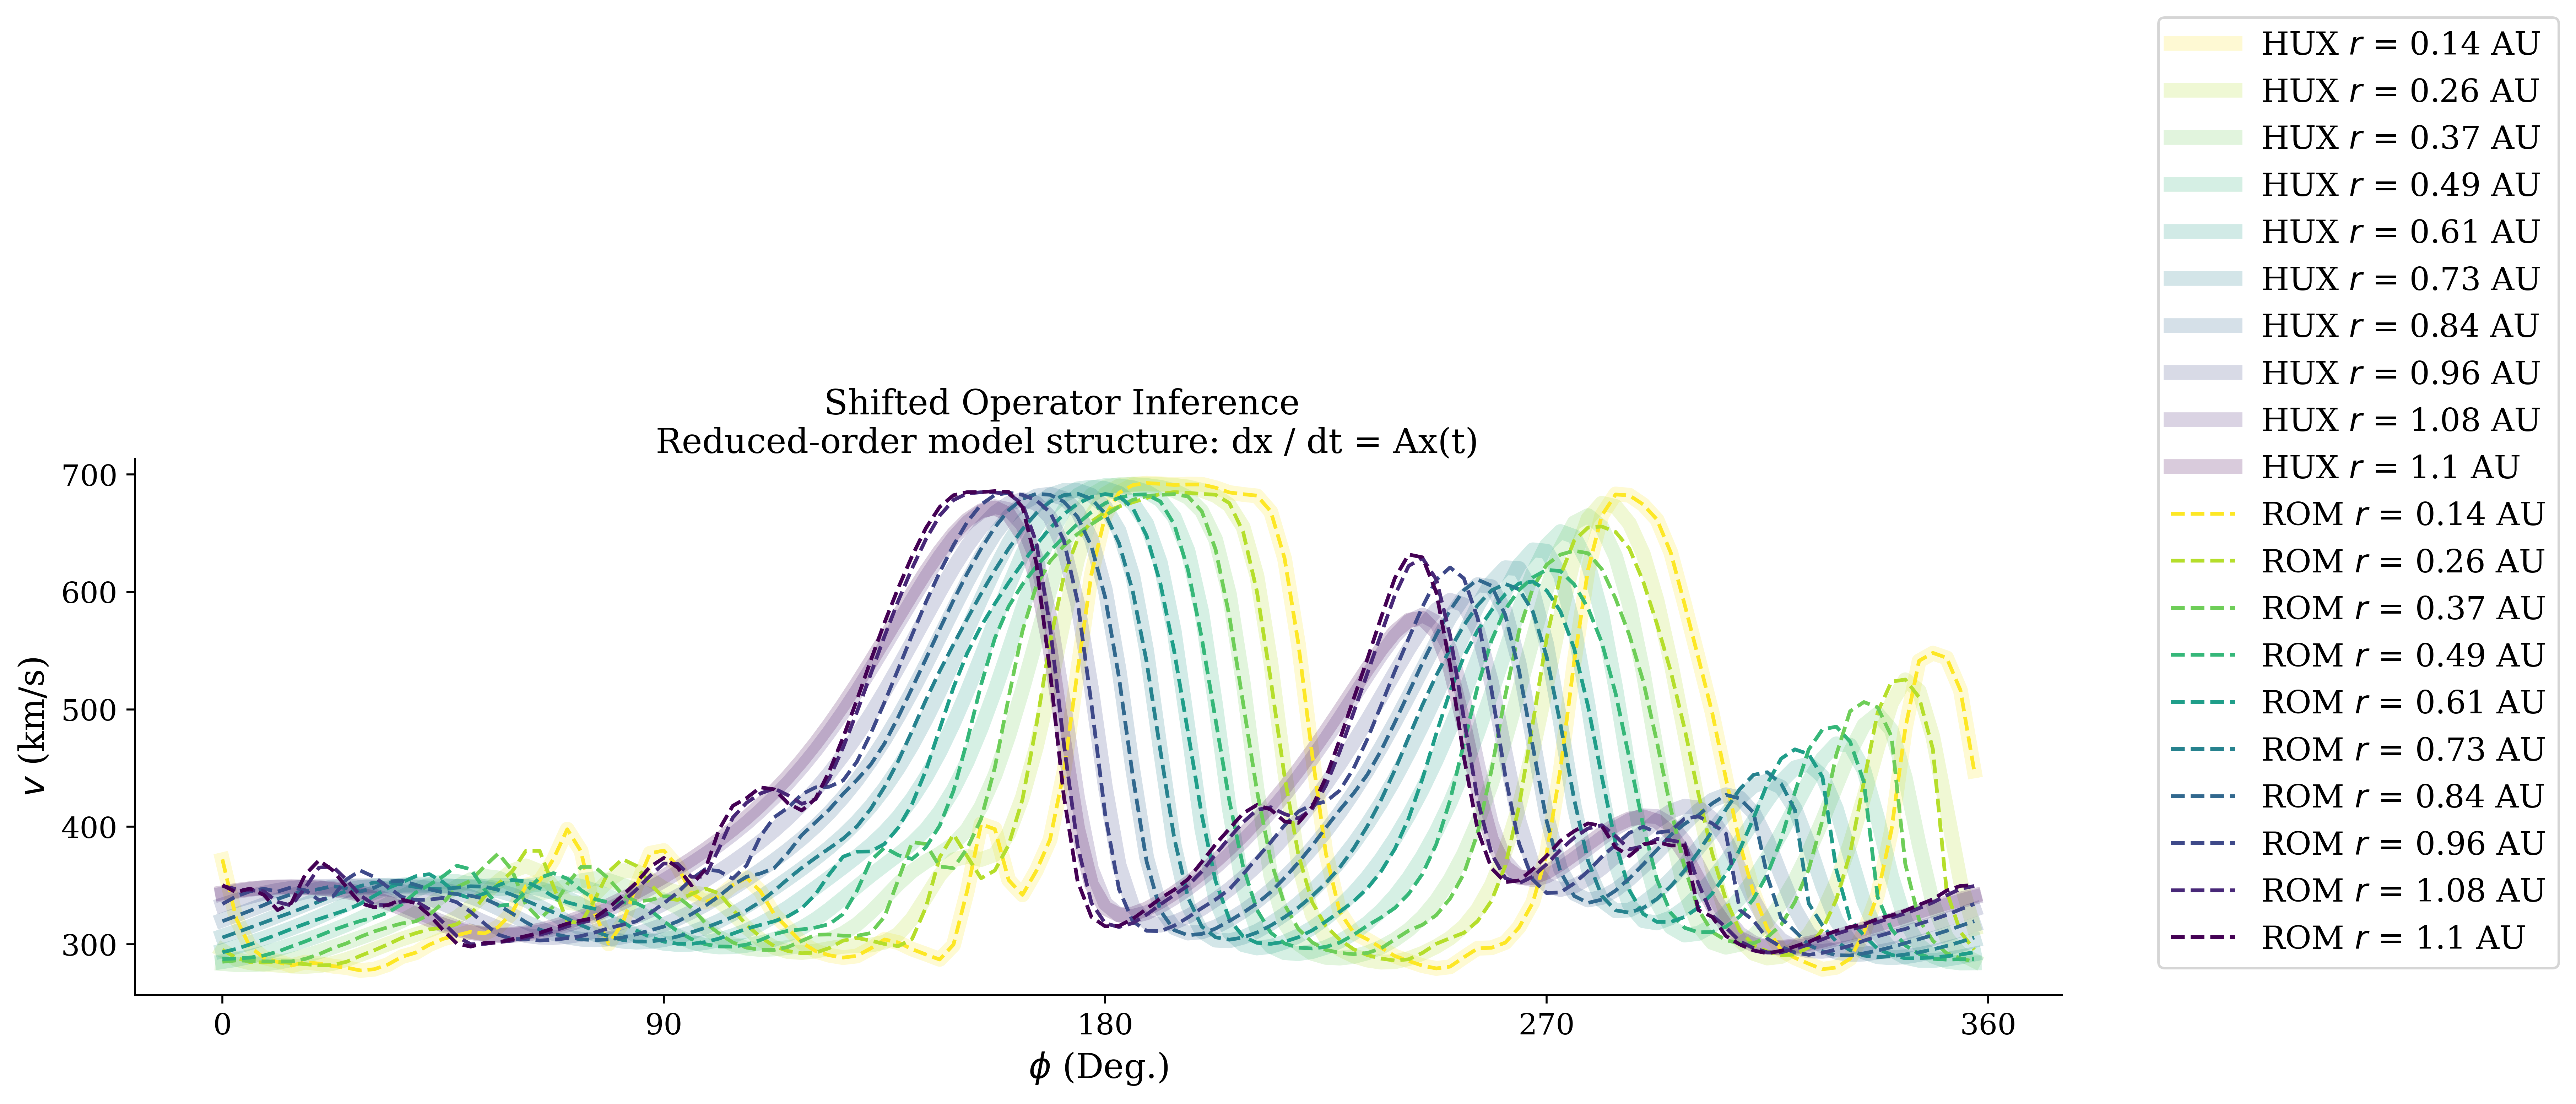 Shifted Operator Inference
Reduced-order model structure: dx / dt = Ax(t)
700
600
500
400
300
v (km/s)
0
90
180
270
360
ϕ (Deg.)
HUX r = 0.14 AU
HUX r = 0.26 AU
HUX r = 0.37 AU
HUX r = 0.49 AU
HUX r = 0.61 AU
HUX r = 0.73 AU
HUX r = 0.84 AU
HUX r = 0.96 AU
HUX r = 1.08 AU
HUX r = 1.1 AU
ROM r = 0.14 AU
ROM r = 0.26 AU
ROM r = 0.37 AU
ROM r = 0.49 AU
ROM r = 0.61 AU
ROM r = 0.73 AU
ROM r = 0.84 AU
ROM r = 0.96 AU
ROM r = 1.08 AU
ROM r = 1.1 AU